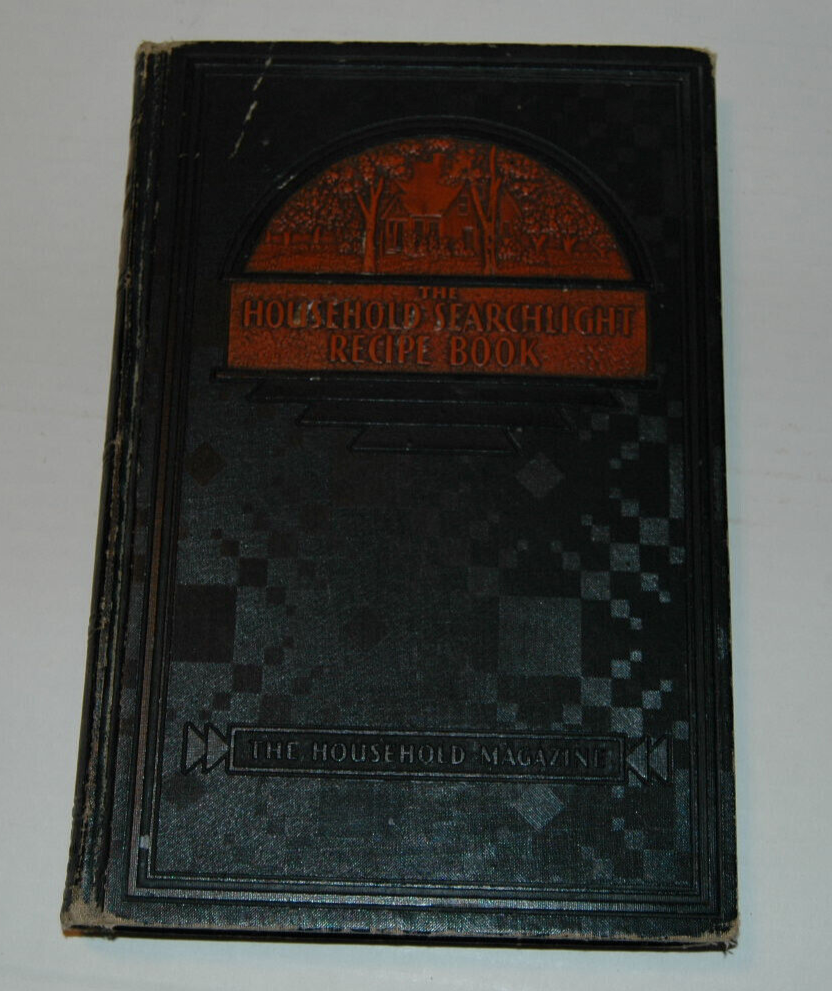 THE
HOUSEHOLD SEARCHLIGHT
RECIPE BOOK
THE HOUSEHOLD MAGAZINE